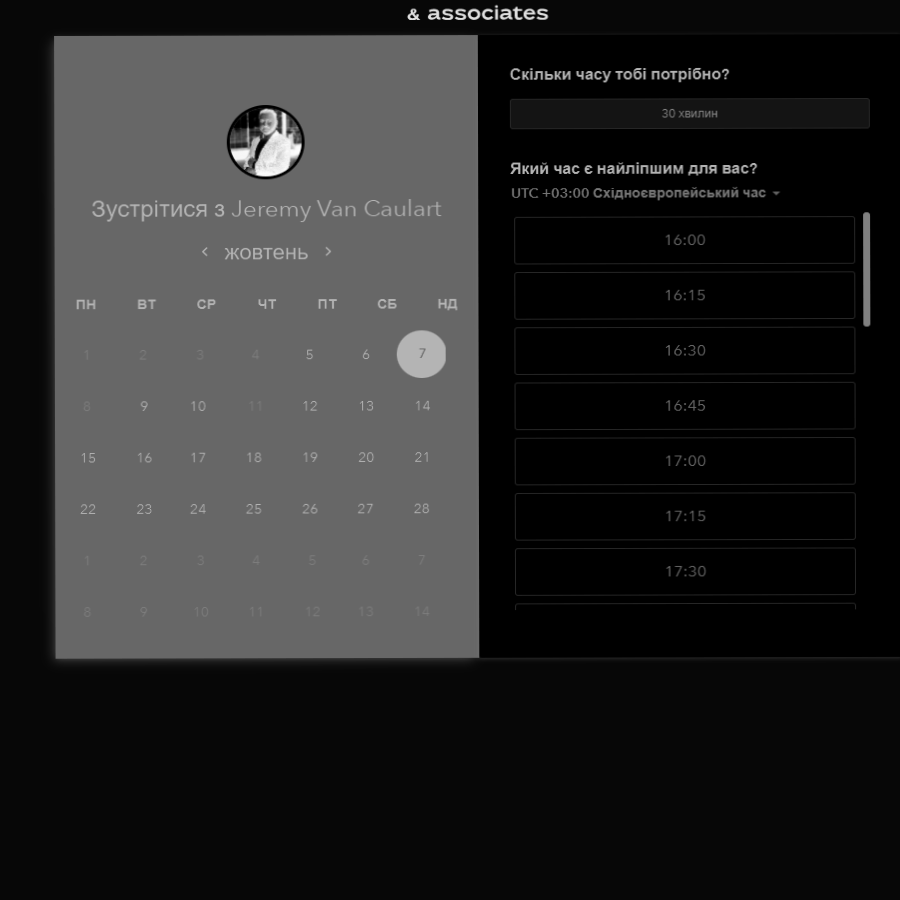 & associates
Зустрітися з Jeremy Van Caulart
жовтень
ПН ВТ СР ЧТ ПТ СБ НД
1 2 3 4 5 6 7
8 9 10 11 12 13 14
15 16 17 18 19 20 21
22 23 24 25 26 27 28
1 2 3 4 5 6 7
8 9 10 11 12 13 14
Скільки часу тобі потрібно?
30 хвилин
Який час є найліпшим для вас?
UTC +03:00 Східноєвропейський час
16:00
16:15
16:30
16:45
17:00
17:15
17:30